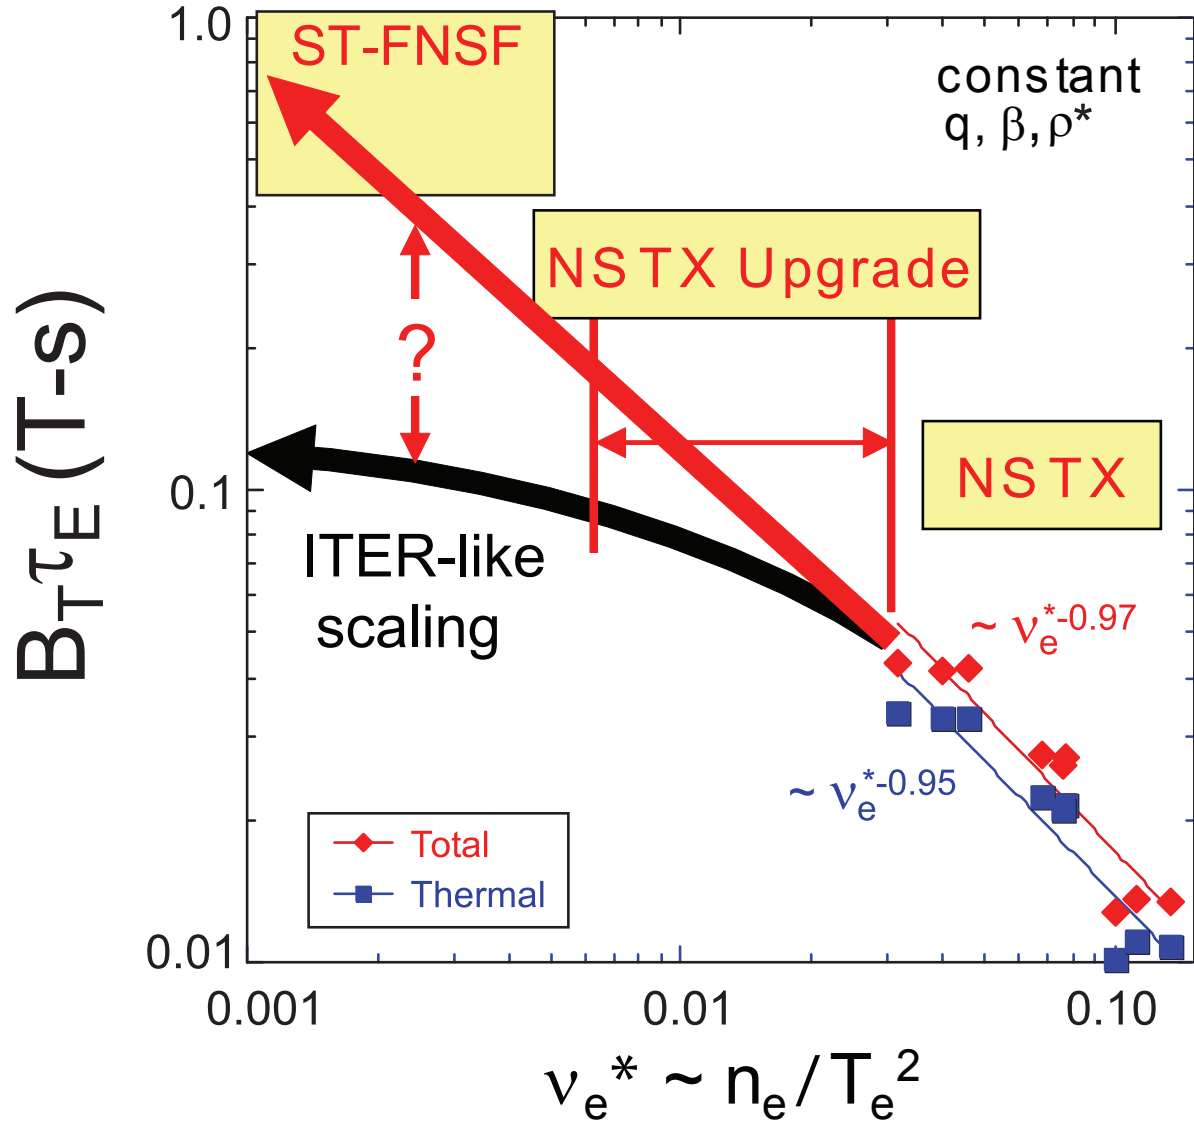 1.0
ST-FNSF
constant
q, β, ρ*
NSTX Upgrade
?
NSTX
0.1
ITER-like
scaling
~ νe*-0.97
~ νe*-0.95
Total
Thermal
0.01
0.001
0.01
0.10
BTτE (T-s)
νe* ~ ne/Te2